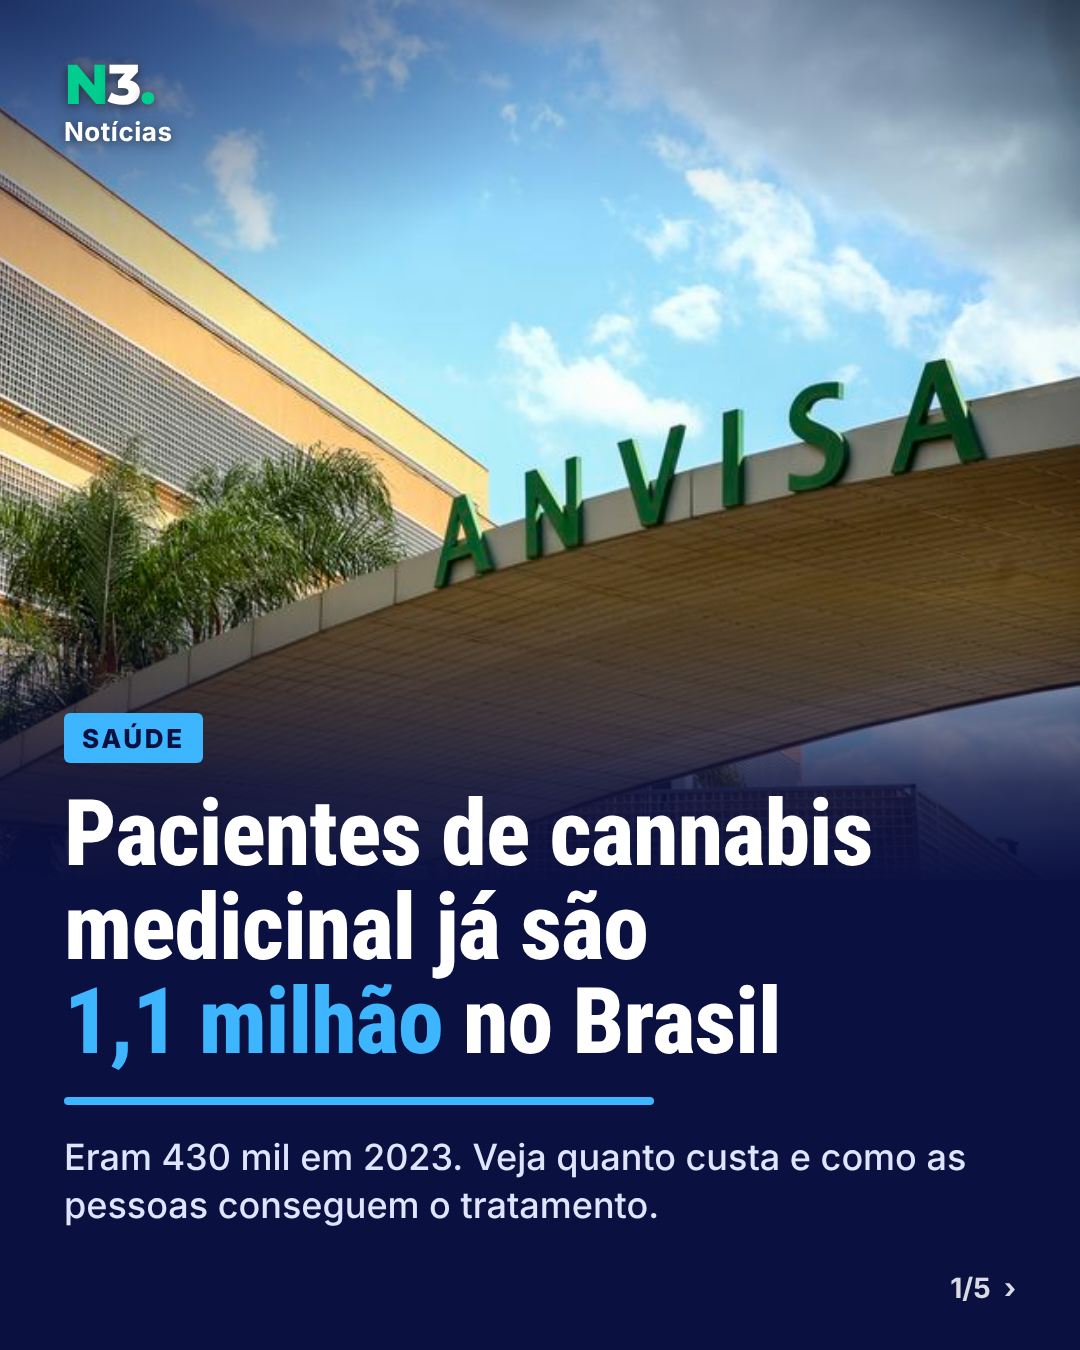 N3.
Notícias
ANVISA
SAÚDE
Pacientes de cannabis
medicinal já são
1,1 milhão no Brasil
Eram 430 mil em 2023. Veja quanto custa e como as
pessoas conseguem o tratamento.
1/5 ›